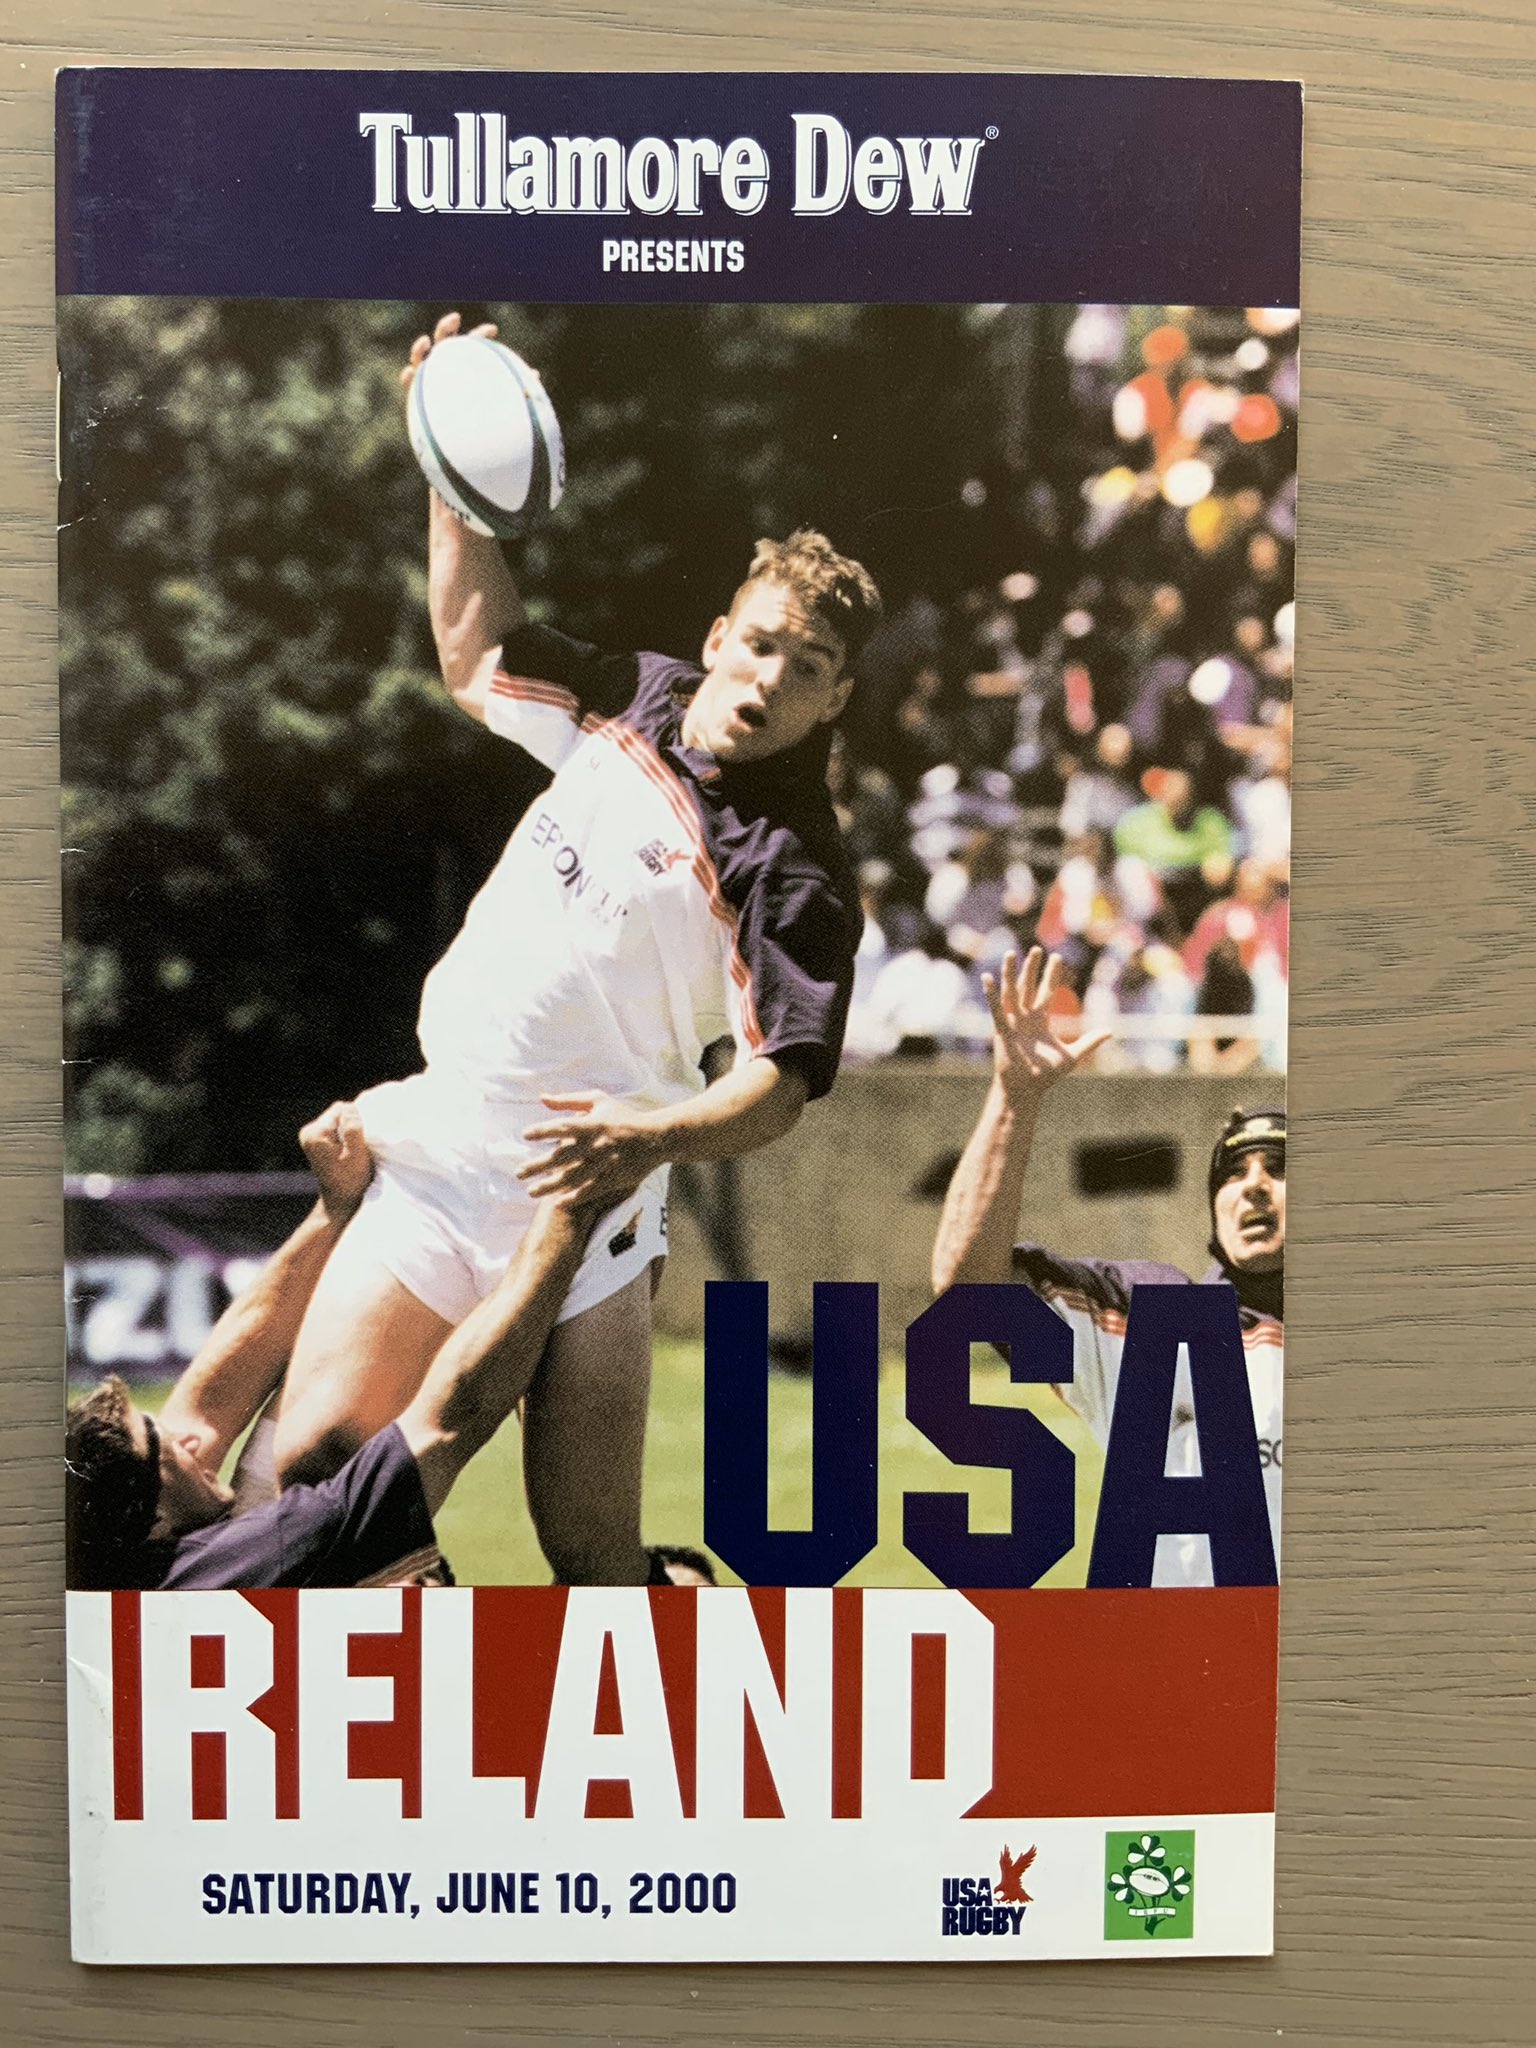 Tullamore Dew®
PRESENTS
USA
IRELAND
SATURDAY, JUNE 10, 2000
USA
RUGBY